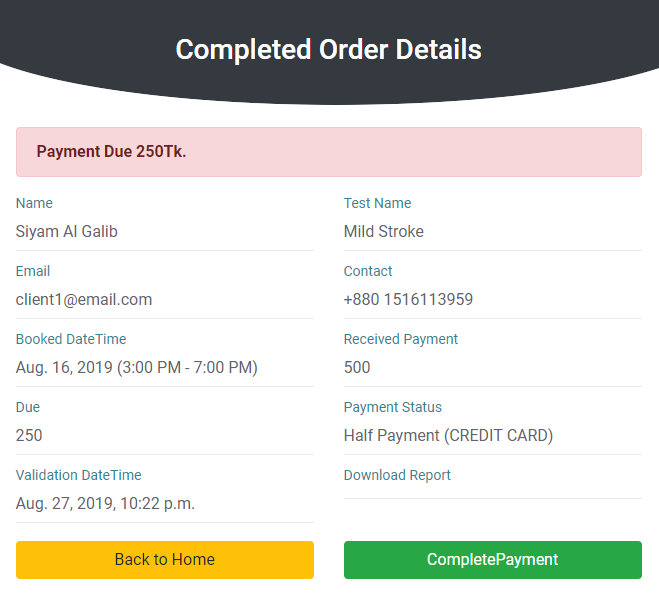 Completed Order Details
Payment Due 250Tk.
Name
Siyam Al Galib
Test Name
Mild Stroke
Email
client1@email.com
Contact
+880 1516113959
Booked DateTime
Aug. 16, 2019 (3:00 PM - 7:00 PM)
Received Payment
500
Due
250
Payment Status
Half Payment (CREDIT CARD)
Validation DateTime
Aug. 27, 2019, 10:22 p.m.
Download Report
Back to Home
CompletePayment